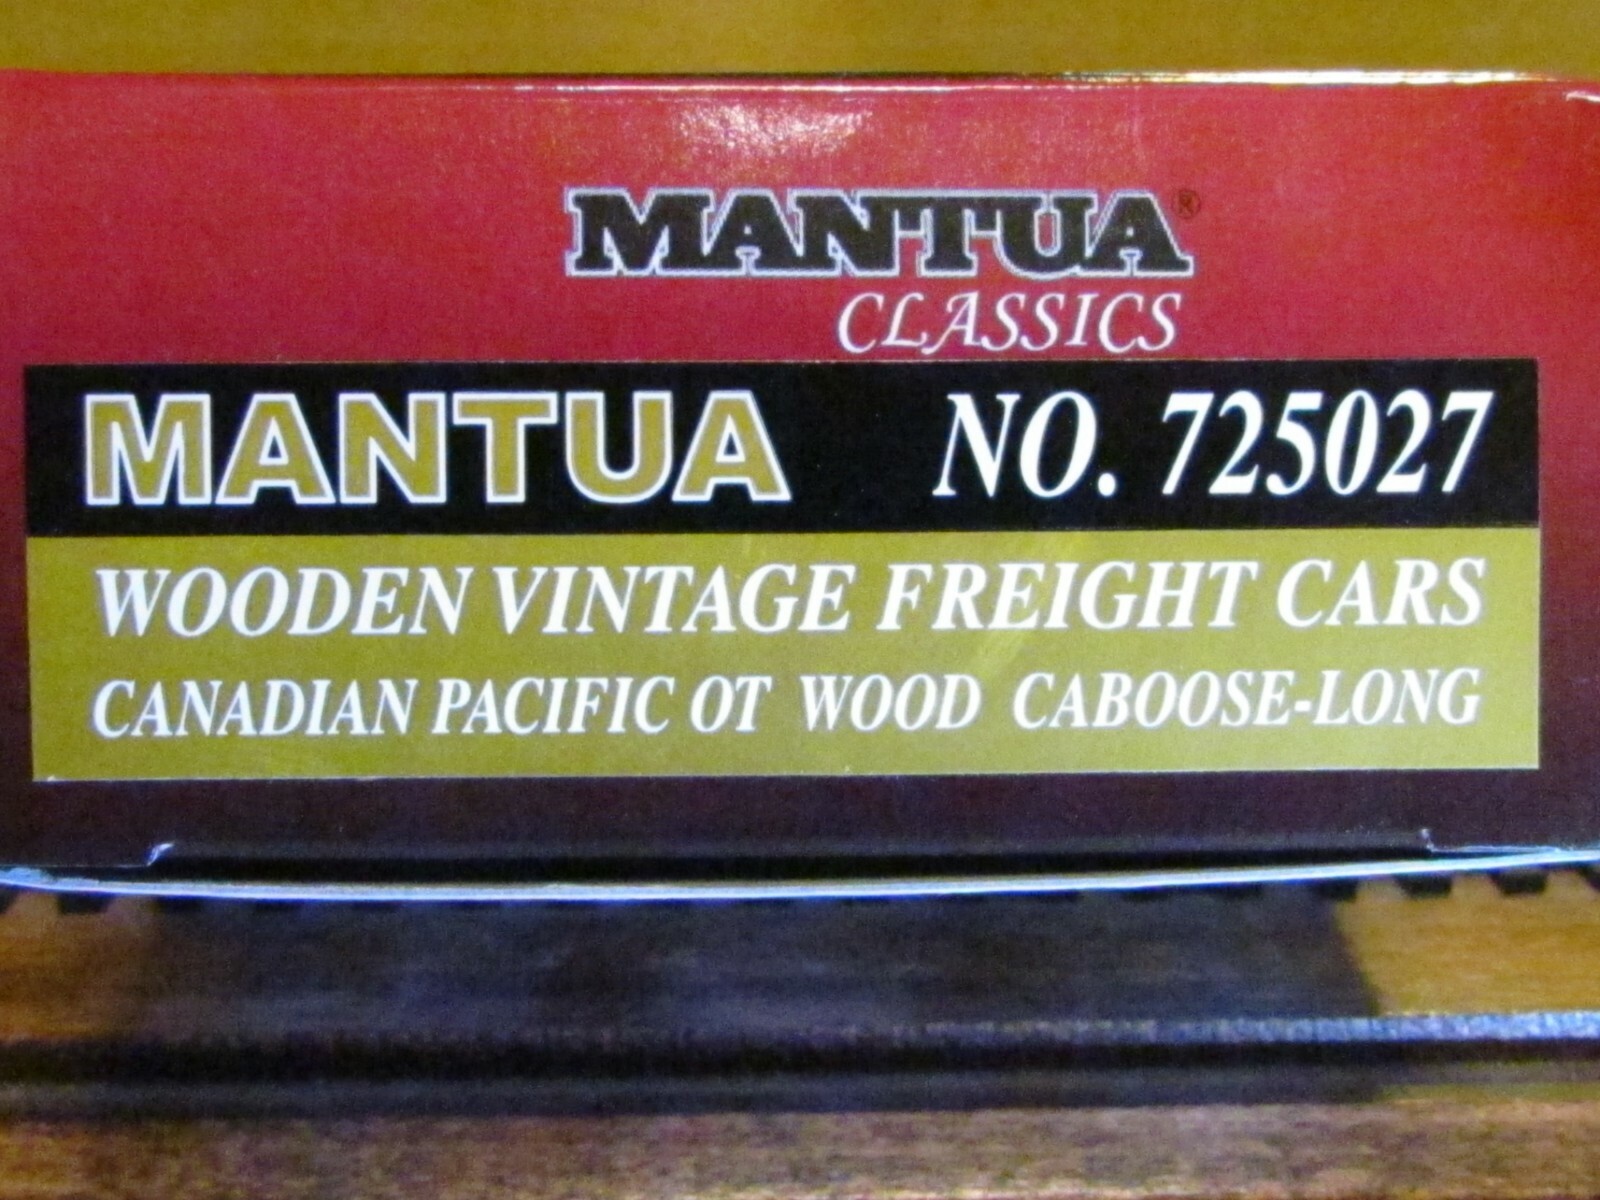 MANTUA®
CLASSICS
MANTUA NO. 725027
WOODEN VINTAGE FREIGHT CARS
CANADIAN PACIFIC OT WOOD CABOOSE-LONG